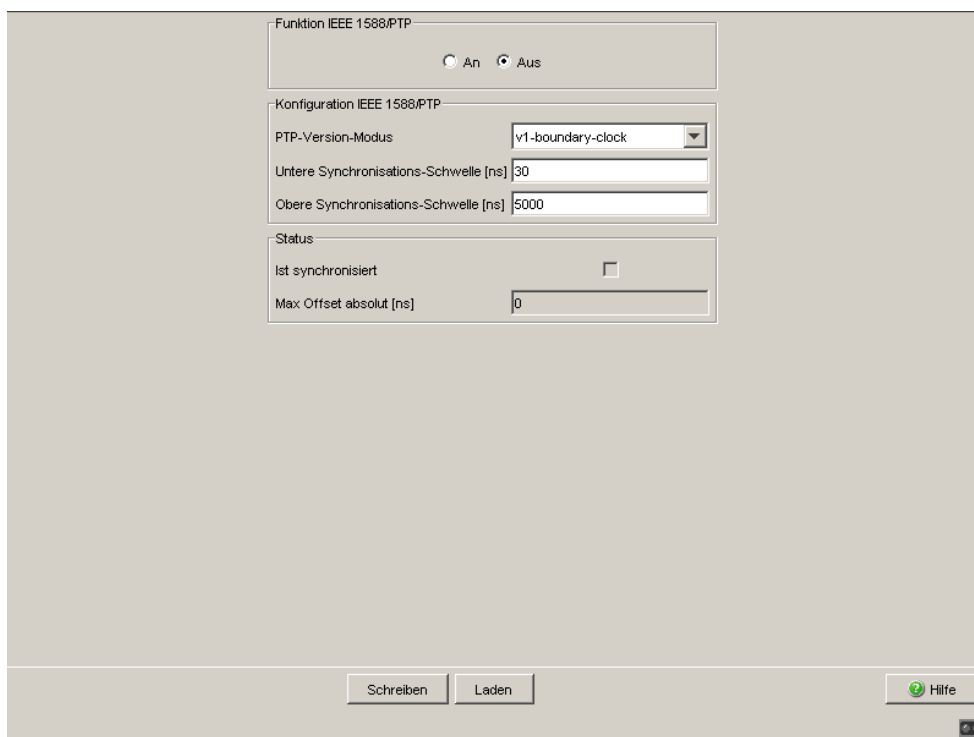 Funktion IEEE 1588/PTP
An Aus
Konfiguration IEEE 1588/PTP
PTP-Version-Modus v1-boundary-clock
Untere Synchronisations-Schwelle [ns] 30
Obere Synchronisations-Schwelle [ns] 5000
Status
Ist synchronisiert
Max Offset absolut [ns] 0
Schreiben Laden Hilfe